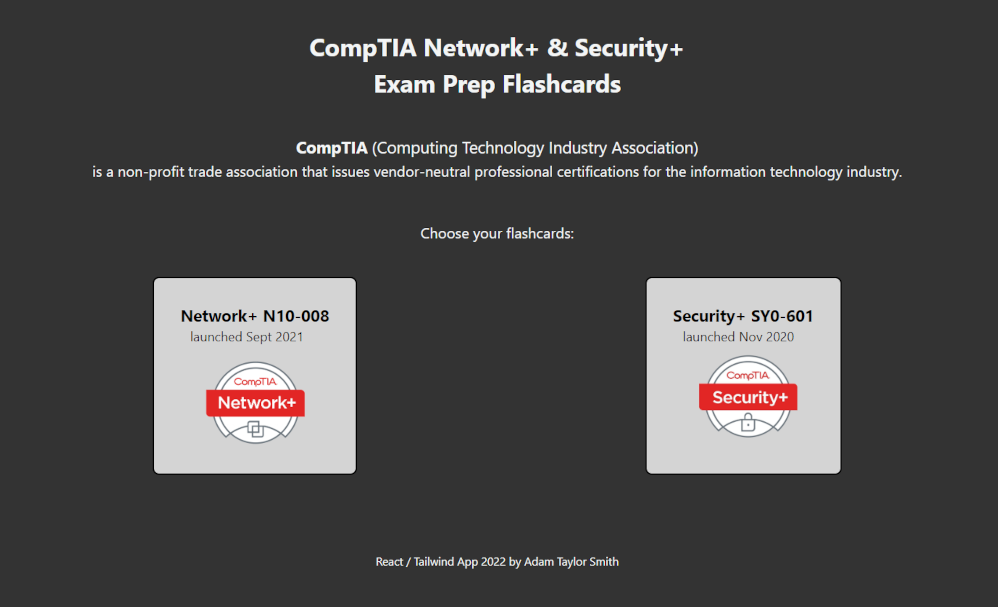 CompTIA Network+ & Security+
Exam Prep Flashcards
CompTIA (Computing Technology Industry Association)
is a non-profit trade association that issues vendor-neutral professional certifications for the information technology industry.
Choose your flashcards:
Network+ N10-008
launched Sept 2021
CompTIA
Network+
Security+ SY0-601
launched Nov 2020
CompTIA
Security+
React / Tailwind App 2022 by Adam Taylor Smith